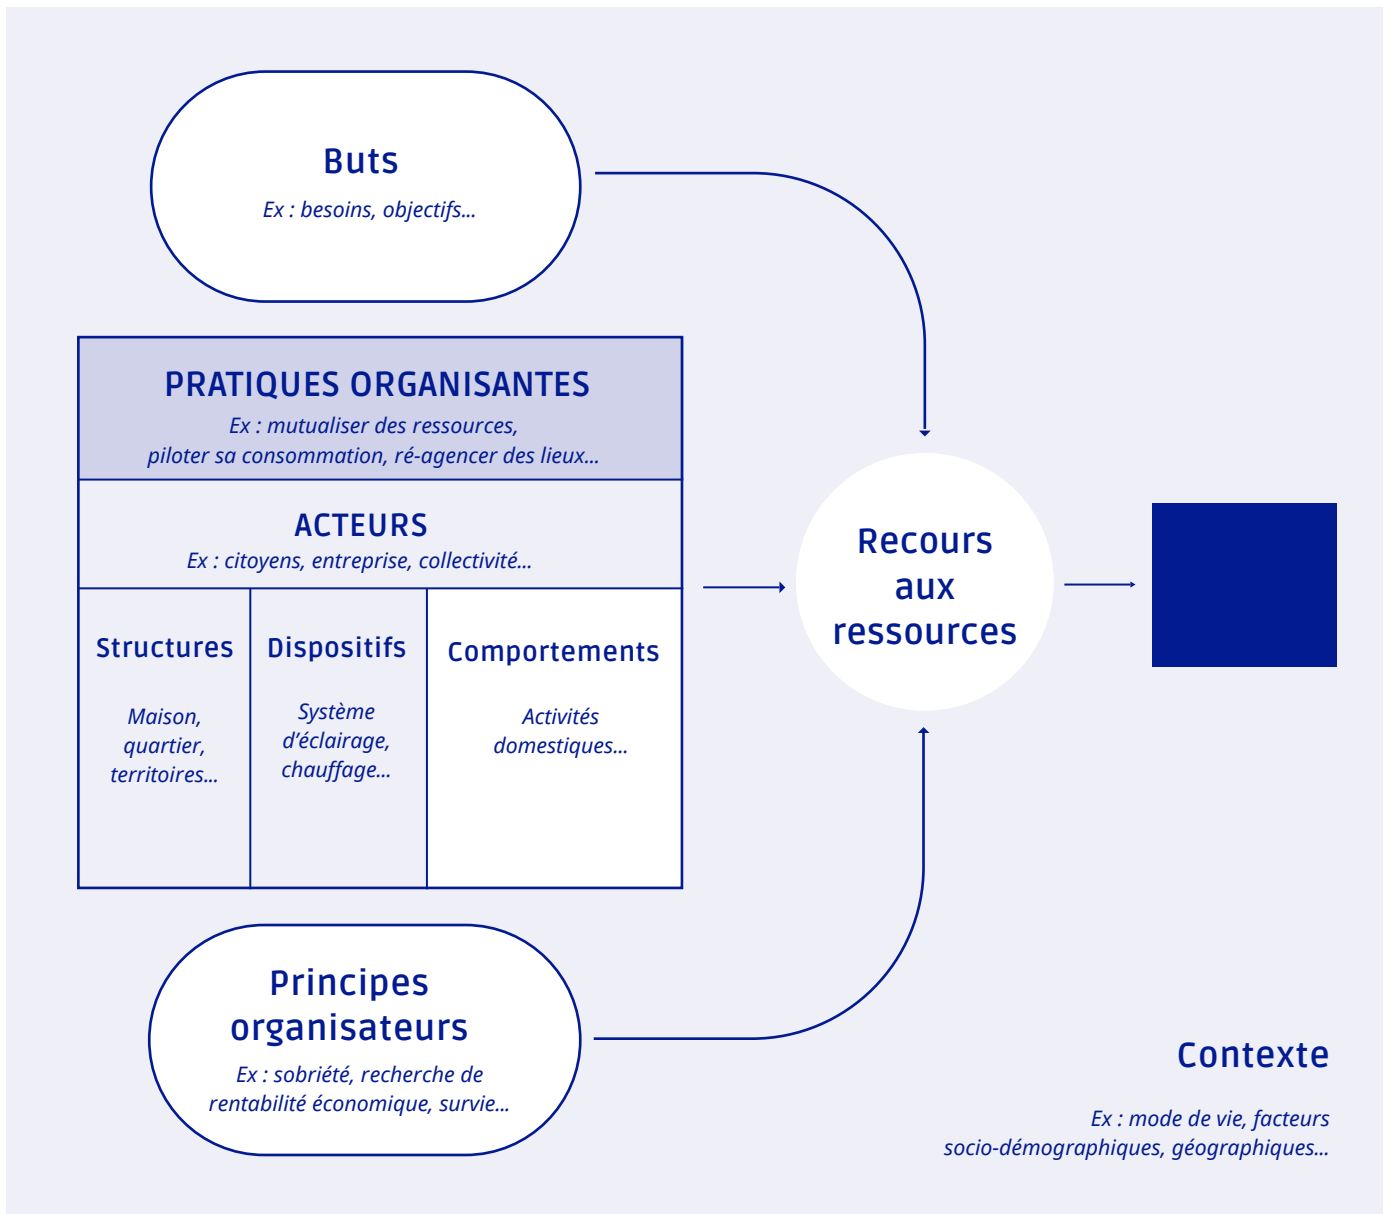 Buts
Ex : besoins, objectifs...
PRATIQUES ORGANISANTES
Ex : mutualiser des ressources,
piloter sa consommation, ré-agencer des lieux...
ACTEURS
Ex : citoyens, entreprise, collectivité...
Structures
Maison,
quartier,
territoires...
Dispositifs
Système
d’éclairage,
chauffage...
Comportements
Activités
domestiques...
Recours
aux
ressources
Principes
organisateurs
Ex : sobriété, recherche de
rentabilité économique, survie...
Contexte
Ex : mode de vie, facteurs
socio-démographiques, géographiques...